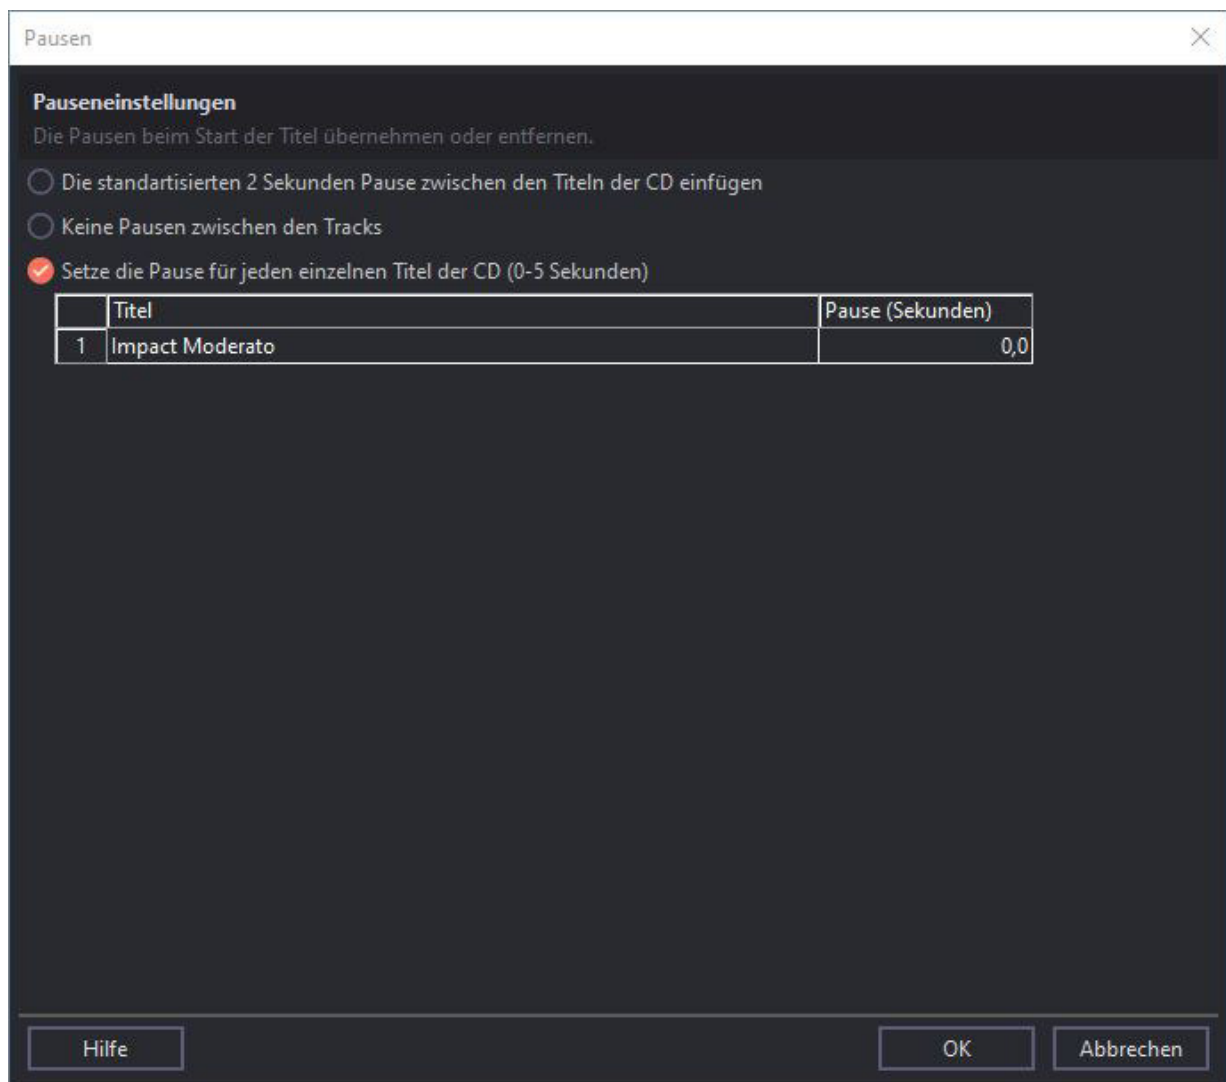 Pausen
Pauseneinstellungen
Die Pausen beim Start der Titel übernehmen oder entfernen.
Die standartisierten 2 Sekunden Pause zwischen den Titeln der CD einfügen
Keine Pausen zwischen den Tracks
Setze die Pause für jeden einzelnen Titel der CD (0-5 Sekunden)
Titel Pause (Sekunden)
1 Impact Moderato 0,0
Hilfe OK Abbrechen